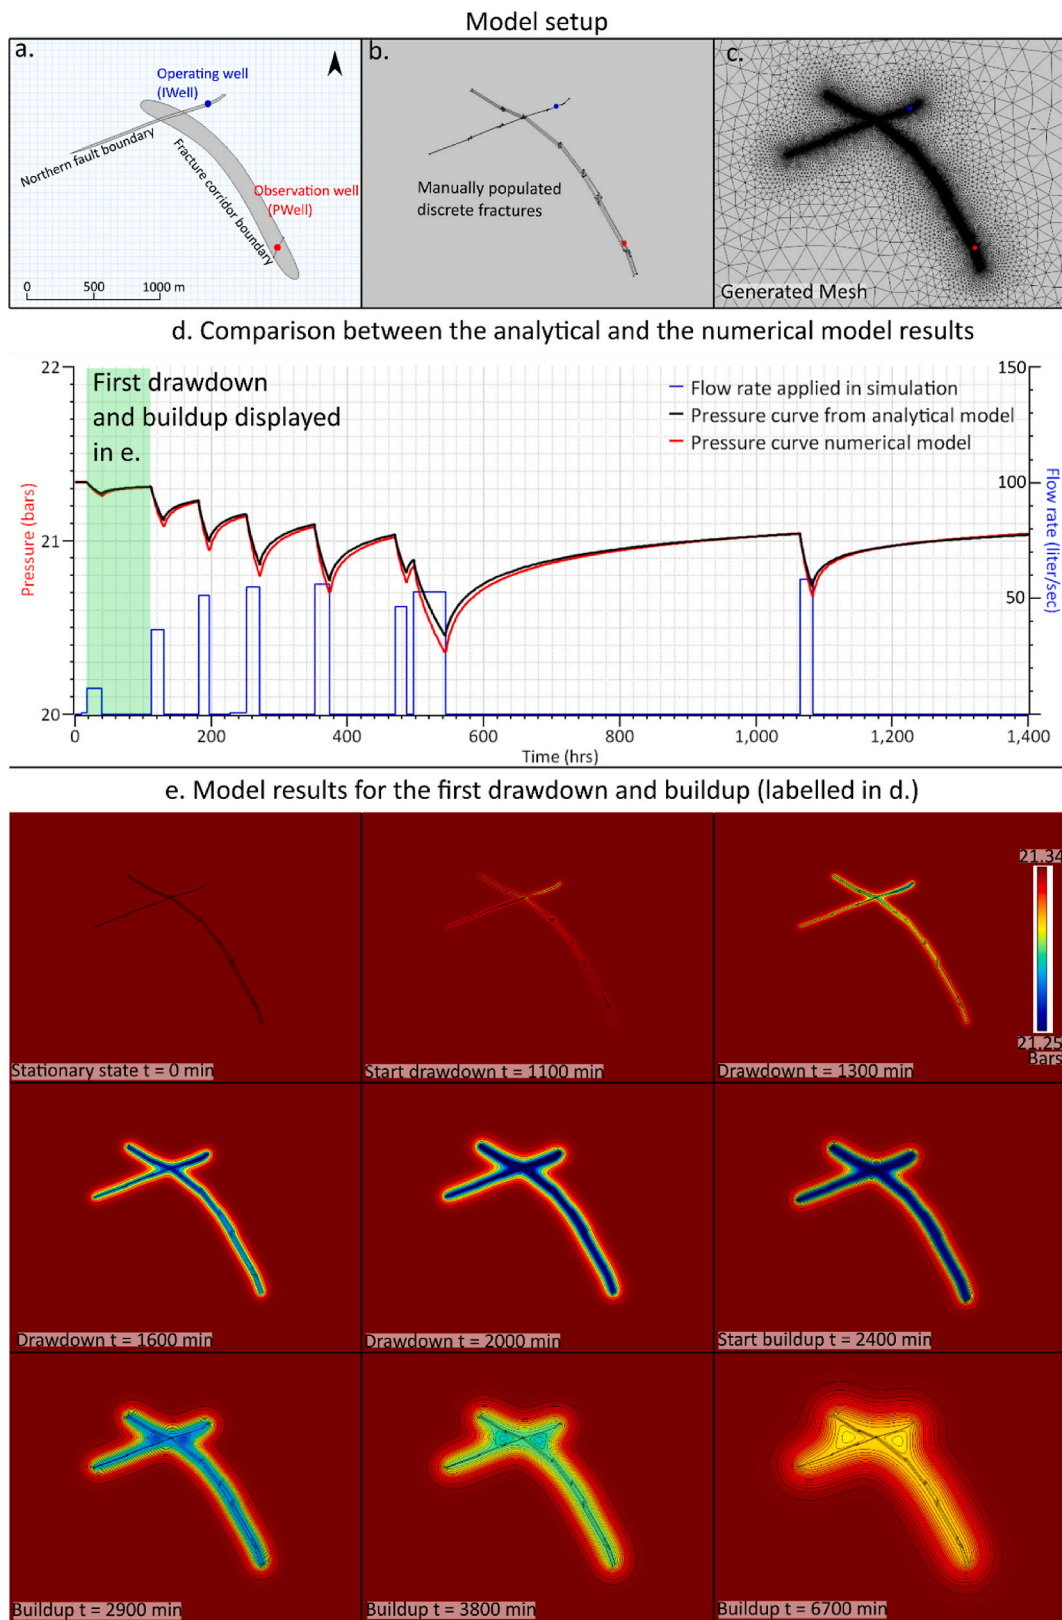 Model setup
a.
Operating well
(IWell)
Northern fault boundary
Fracture corridor boundary
Observation well
(PWell)
0 500 1000 m
b.
Manually populated
discrete fractures
c.
Generated Mesh
d. Comparison between the analytical and the numerical model results
First drawdown
and buildup displayed
in e.
Flow rate applied in simulation
Pressure curve from analytical model
Pressure curve numerical model
22
21
20
Pressure (bars)
150
100
50
0
Flow rate (liter/sec)
0 200 400 600 800 1,000 1,200 1,400
Time (hrs)
e. Model results for the first drawdown and buildup (labelled in d.)
21.34
21.25
Bars
Stationary state t = 0 min
Start drawdown t = 1100 min
Drawdown t = 1300 min
Drawdown t = 1600 min
Drawdown t = 2000 min
Start buildup t = 2400 min
Buildup t = 2900 min
Buildup t = 3800 min
Buildup t = 6700 min